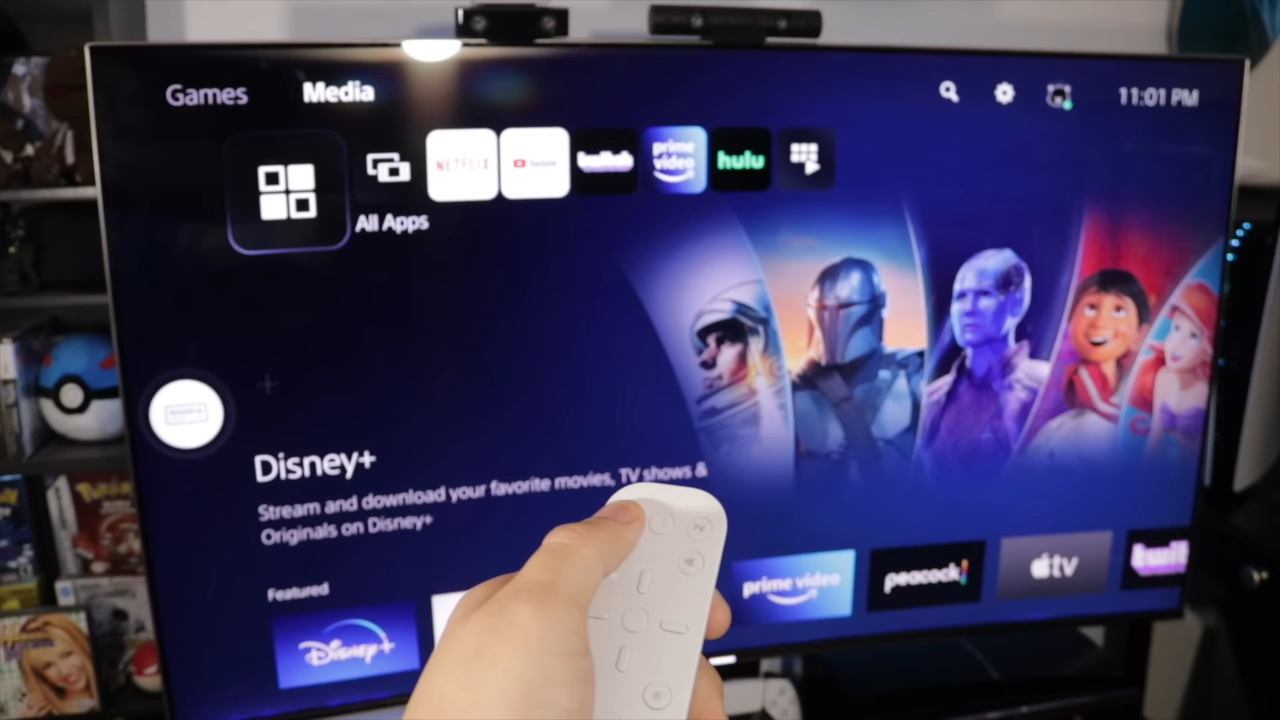 Games
Media
11:01 PM
NETFLIX
YouTube
twitch
prime video
hulu
All Apps
Disney+
Stream and download your favorite movies, TV shows &
Originals on Disney+
Featured
Disney+
prime video
peacock
tv
TV